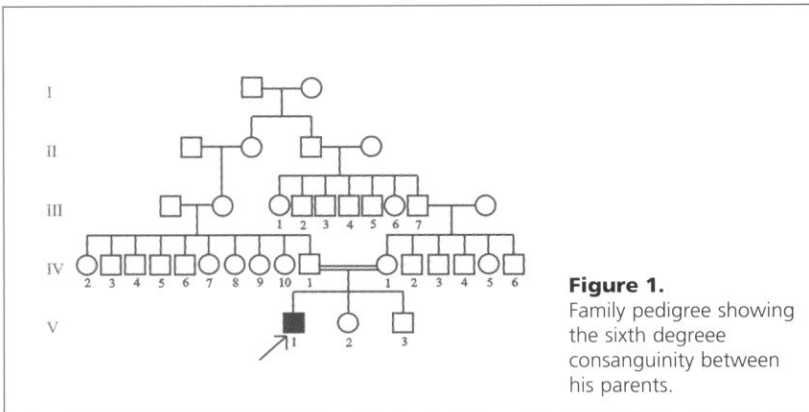 I
II
III
1 2 3 4 5 6 7
IV
2 3 4 5 6 7 8 9 10 1 1 2 3 4 5 6
V
1 2 3
Figure 1.
Family pedigree showing
the sixth degreee
consanguinity between
his parents.